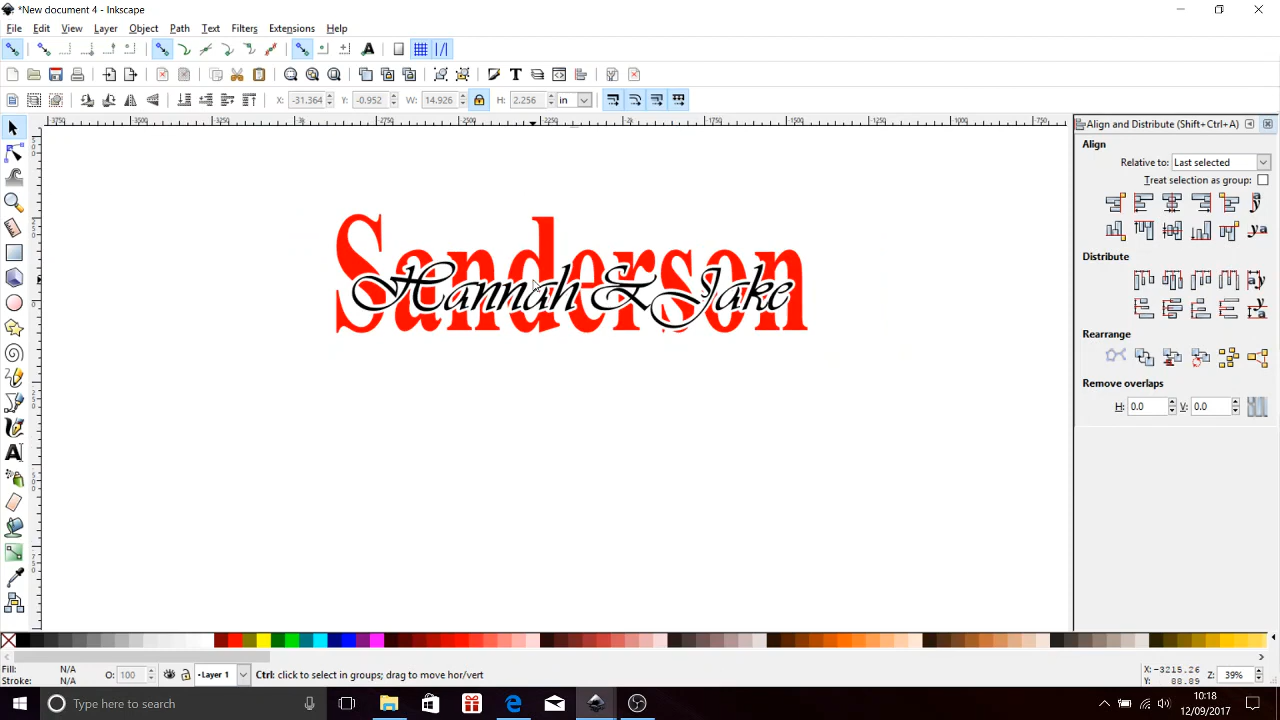 *New document 4 - Inkscape
File Edit View Layer Object Path Text Filters Extensions Help
X: -31.364 Y: -0.952 W: 14.926 H: 2.256 in
Align and Distribute (Shift+Ctrl+A)
Align
Relative to: Last selected
Treat selection as group:
Distribute
Rearrange
Remove overlaps
H: 0.0 V: 0.0
Sanderson
Hannah & Jake
Fill: N/A
Stroke: N/A
O: 100
Layer 1
Ctrl: click to select in groups; drag to move hor/vert
X: -3215.26
Y: 88.89
Z: 39%
Type here to search
10:18
12/09/2017